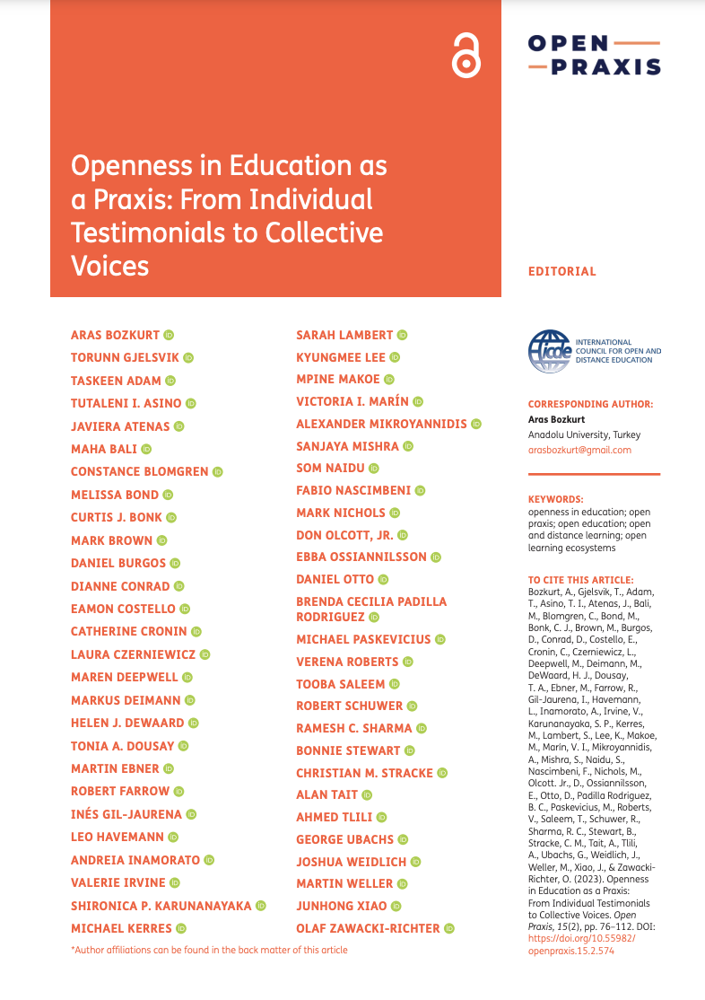 OPEN
PRAXIS
Openness in Education as
a Praxis: From Individual
Testimonials to Collective
Voices
EDITORIAL
ARAS BOZKURT
TORUNN GJELSVIK
TASKEEN ADAM
TUTALENI I. ASINO
JAVIERA ATENAS
MAHA BALI
CONSTANCE BLOMGREN
MELISSA BOND
CURTIS J. BONK
MARK BROWN
DANIEL BURGOS
DIANNE CONRAD
EAMON COSTELLO
CATHERINE CRONIN
LAURA CZERNIEWICZ
MAREN DEEPWELL
MARKUS DEIMANN
HELEN J. DEWAARD
TONIA A. DOUSAY
MARTIN EBNER
ROBERT FARROW
INÉS GIL-JAURENA
LEO HAVEMANN
ANDREIA INAMORATO
VALERIE IRVINE
SHIRONICA P. KARUNANAYAKA
MICHAEL KERRES
SARAH LAMBERT
KYUNGMEE LEE
MPINE MAKOE
VICTORIA I. MARÍN
ALEXANDER MIKROYANNIDIS
SANJAYA MISHRA
SOM NAIDU
FABIO NASCIMBENI
MARK NICHOLS
DON OLCOTT, JR.
EBBA OSSIANNILSSON
DANIEL OTTO
BRENDA CECILIA PADILLA
RODRIGUEZ
MICHAEL PASKEVICIUS
VERENA ROBERTS
TOOBA SALEEM
ROBERT SCHUWER
RAMESH C. SHARMA
BONNIE STEWART
CHRISTIAN M. STRACKE
ALAN TAIT
AHMED TLILI
GEORGE UBACHS
JOSHUA WEIDLICH
MARTIN WELLER
JUNHONG XIAO
OLAF ZAWACKI-RICHTER
*Author affiliations can be found in the back matter of this article
icde
INTERNATIONAL
COUNCIL FOR OPEN AND
DISTANCE EDUCATION
CORRESPONDING AUTHOR:
Aras Bozkurt
Anadolu University, Turkey
arasbozkurt@gmail.com
KEYWORDS:
openness in education; open
praxis; open education; open
and distance learning; open
learning ecosystems
TO CITE THIS ARTICLE:
Bozkurt, A., Gjelsvik, T., Adam,
T., Asino, T. I., Atenas, J., Bali,
M., Blomgren, C., Bond, M.,
Bonk, C. J., Brown, M., Burgos,
D., Conrad, D., Costello, E.,
Cronin, C., Czerniewicz, L.,
Deepwell, M., Deimann, M.,
DeWaard, H. J., Dousay,
T. A., Ebner, M., Farrow, R.,
Gil-Jaurena, I., Havemann,
L., Inamorato, A., Irvine, V.,
Karunanayaka, S. P., Kerres,
M., Lambert, S., Lee, K., Makoe,
M., Marín, V. I., Mikroyannidis,
A., Mishra, S., Naidu, S.,
Nascimbeni, F., Nichols, M.,
Olcott. Jr., D., Ossiannilsson,
E., Otto, D., Padilla Rodriguez,
B. C., Paskevicius, M., Roberts,
V., Saleem, T., Schuwer, R.,
Sharma, R. C., Stewart, B.,
Stracke, C. M., Tait, A., Tlili,
A., Ubachs, G., Weidlich, J.,
Weller, M., Xiao, J., & Zawacki-
Richter, O. (2023). Openness
in Education as a Praxis:
From Individual Testimonials
to Collective Voices. Open
Praxis, 15(2), pp. 76–112. DOI:
https://doi.org/10.55982/
openpraxis.15.2.574